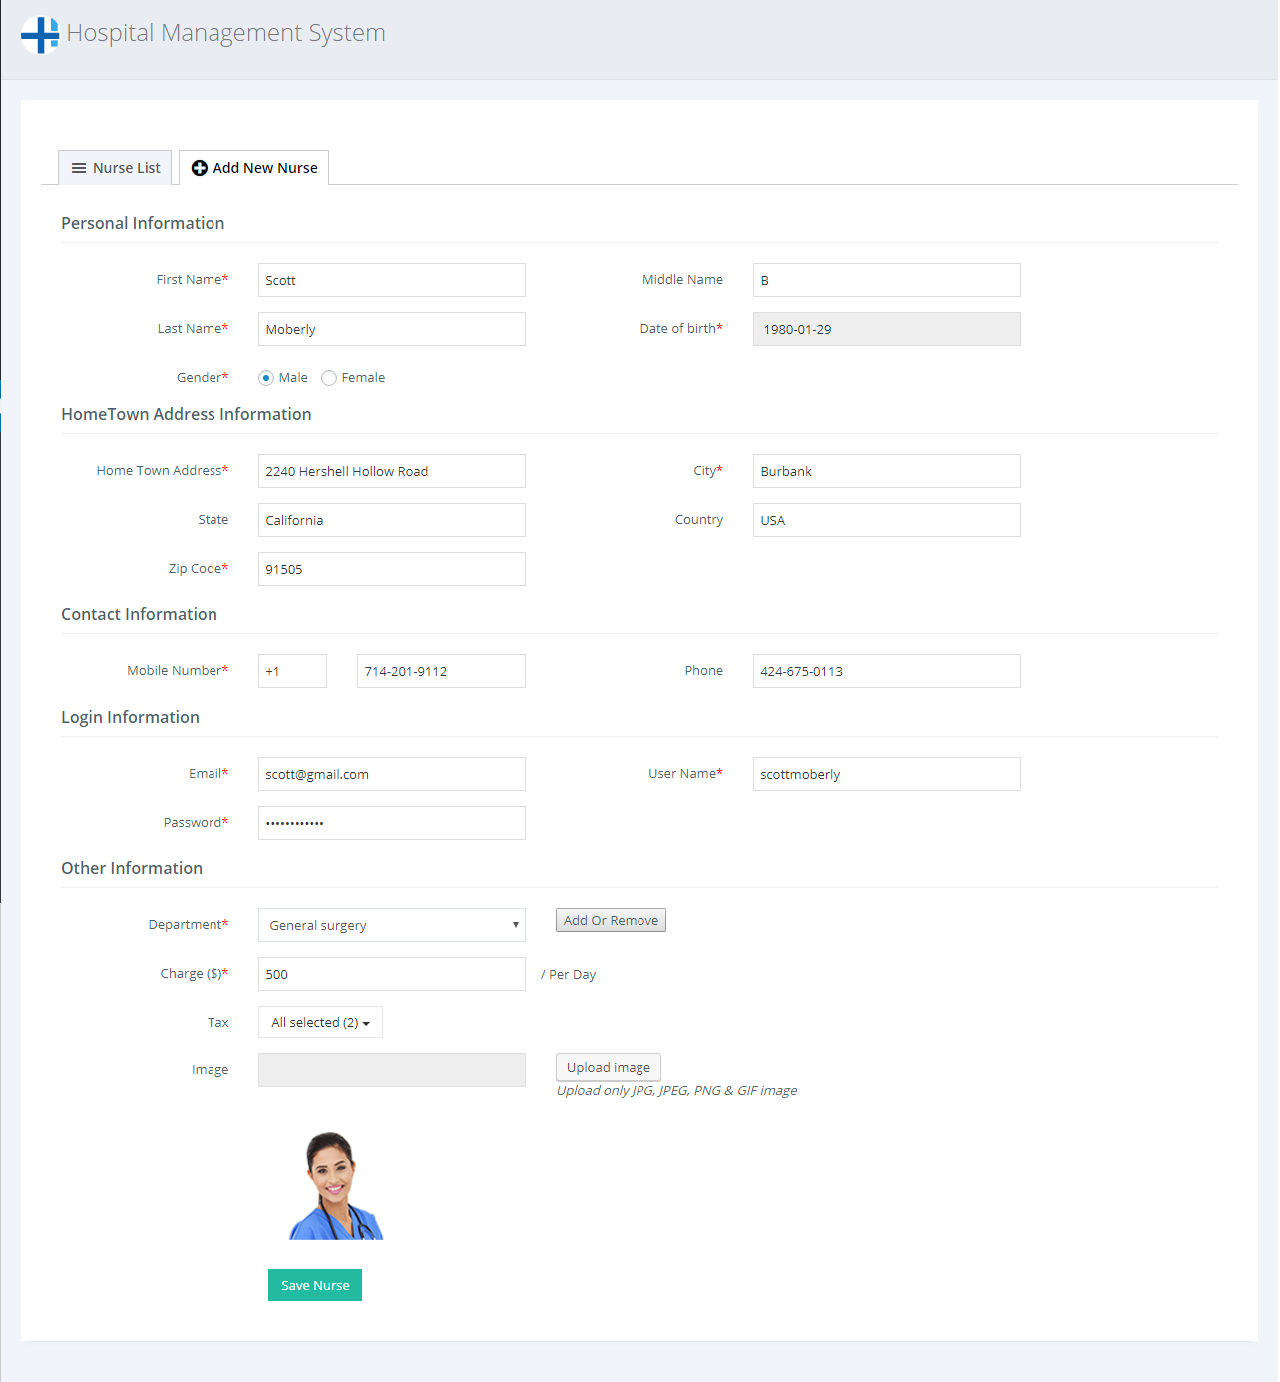 Hospital Management System
Nurse List Add New Nurse
Personal Information
First Name* Scott Middle Name B
Last Name* Moberly Date of birth* 1980-01-29
Gender* Male Female
HomeTown Address Information
Home Town Address* 2240 Hershell Hollow Road City* Burbank
State California Country USA
Zip Code* 91505
Contact Information
Mobile Number* +1 714-201-9112 Phone 424-675-0113
Login Information
Email* scott@gmail.com User Name* scottmoberly
Password* ••••••••••••
Other Information
Department* General surgery Add Or Remove
Charge ($)* 500 / Per Day
Tax All selected (2)
Image Upload image
Upload only JPG, JPEG, PNG & GIF image
Save Nurse